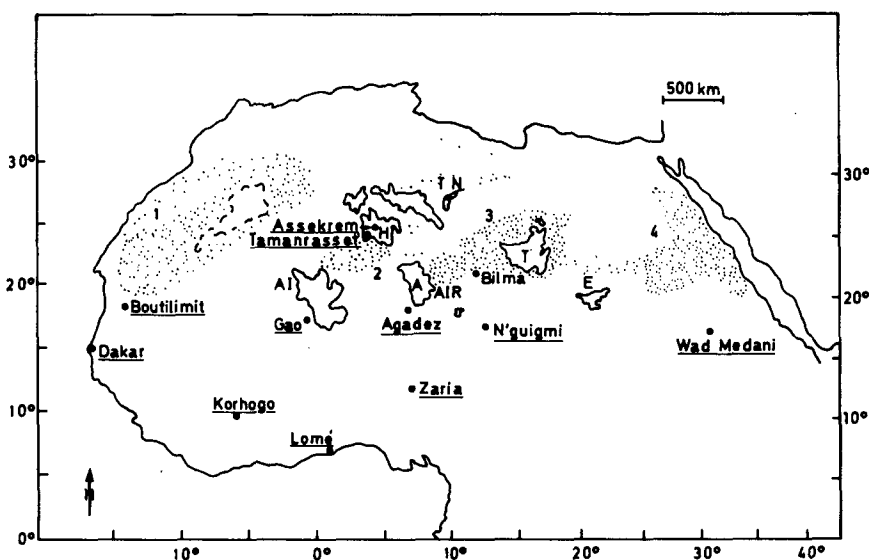 500 km
30° 30°
T N
1
Assekrem
H
3
4
Tamanrasset
2
T
Bilma
20° AI A AIR E 20°
Boutilimit
Gao Agadez N'guigmi
Dakar Wad Medani
Zaria
Korhogo
10° 10°
Lomé
N
0° 0°
10° 0° 10° 20° 30° 40°